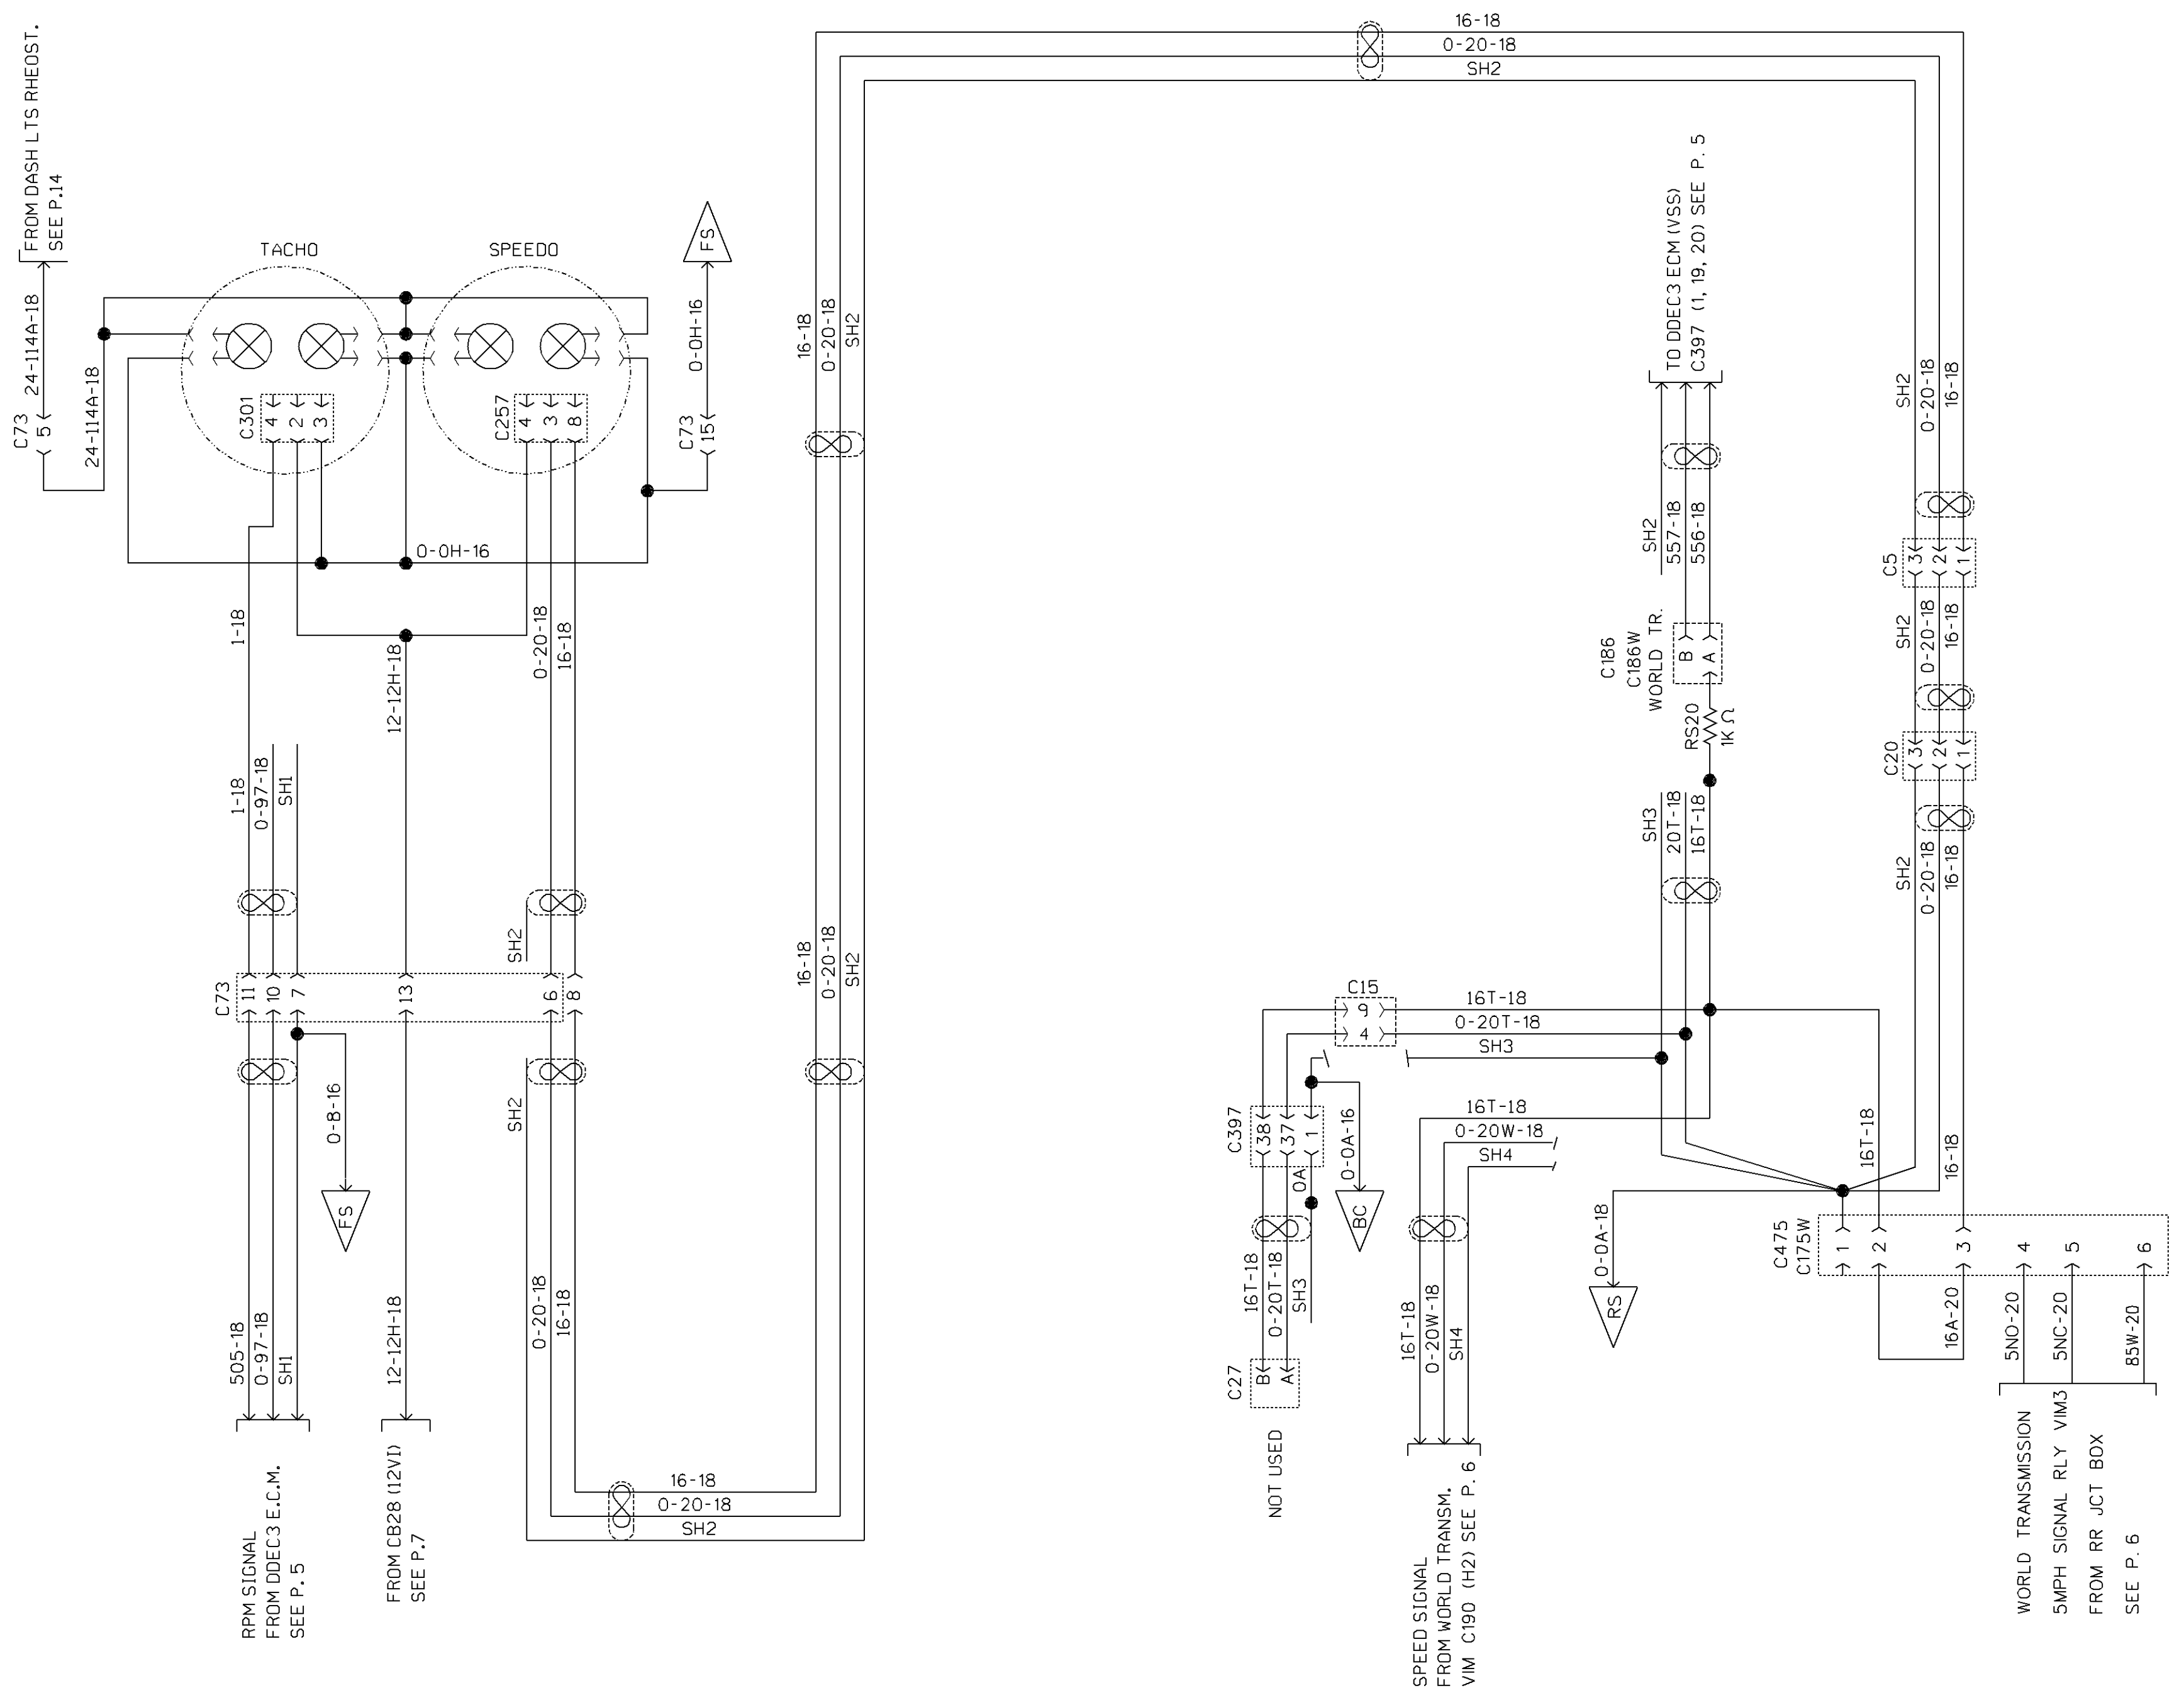 FROM DASH LTS RHEOST.
SEE P.14
24-114A-18
C73
5
24-114A-18
TACHO
SPEEDO
C301
4
2
3
C257
4
3
8
FS
0-0H-16
C73
15
0-0H-16
1-18
12-12H-18
0-20-18
16-18
1-18
0-97-18
SH1
SH2
C73
11
10
7
13
6
8
0-8-16
FS
SH2
505-18
0-97-18
SH1
12-12H-18
0-20-18
16-18
RPM SIGNAL
FROM DDEC3 E.C.M.
SEE P. 5
FROM CB28 (12VI)
SEE P.7
16-18
0-20-18
SH2
16-18
0-20-18
SH2
16-18
0-20-18
SH2
16-18
0-20-18
SH2
TO DDEC3 ECM (VSS)
C397 (1, 19, 20) SEE P. 5
SH2
557-18
556-18
C186
C186W
WORLD TR.
B
A
RS20
1K Ω
SH3
20T-18
16T-18
SH2
0-20-18
16-18
C5
3
2
1
SH2
0-20-18
16-18
C20
3
2
1
SH2
0-20-18
16-18
C15
9
4
16T-18
0-20T-18
SH3
16T-18
0-20W-18
SH4
C397
38
37
1
0A
0-0A-16
BC
16T-18
0-20T-18
SH3
C27
B
A
NOT USED
16T-18
0-20W-18
SH4
SPEED SIGNAL
FROM WORLD TRANSM.
VIM C190 (H2) SEE P. 6
0-0A-18
RS
16T-18
16-18
C475
C175W
1
2
3
4
5
6
16A-20
5NO-20
5NC-20
85W-20
WORLD TRANSMISSION
5MPH SIGNAL RLY VIM3
FROM RR JCT BOX
SEE P. 6